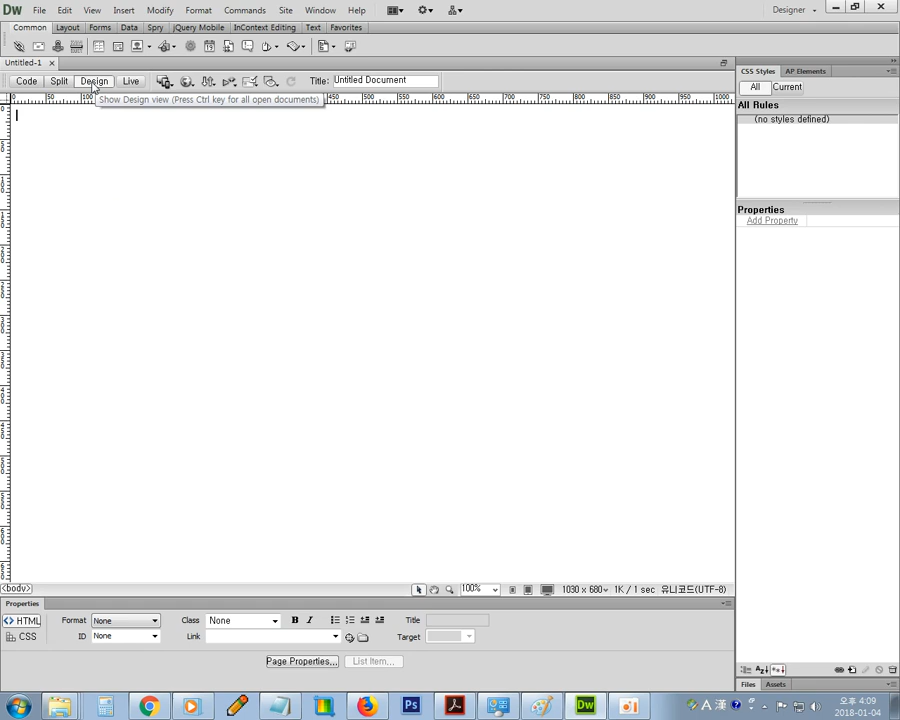 Dw File Edit View Insert Modify Format Commands Site Window Help Designer
Common Layout Forms Data Spry jQuery Mobile InContext Editing Text Favorites
Untitled-1
Code Split Design Live Title: Untitled Document
Show Design view (Press Ctrl key for all open documents)
CSS Styles AP Elements
All Current
All Rules
(no styles defined)
Properties
Add Property
<body> 100% 1030 x 680 1K / 1 sec 유니코드(UTF-8)
Properties
<> HTML Format None Class None B I Title
CSS ID None Link Target
Page Properties... List Item...
Files Assets
Ps Dw A 漢 오후 4:09
2018-01-04